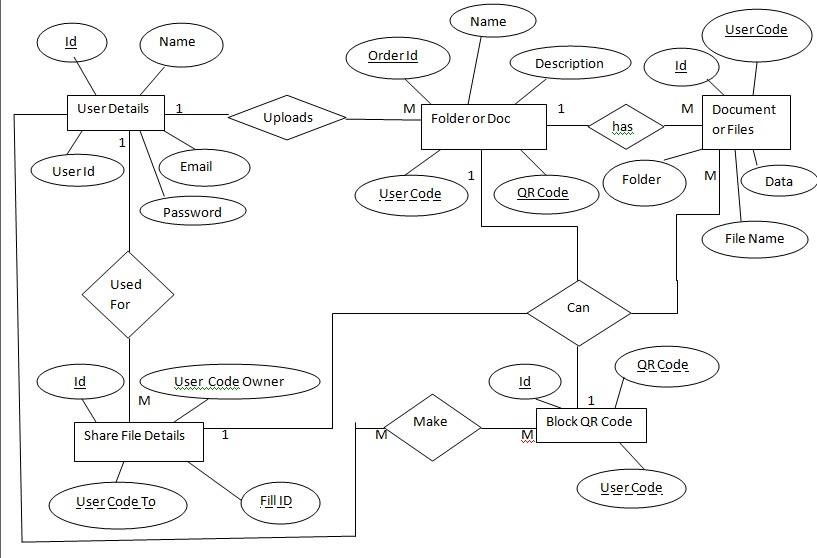 Name
User Code
Id
Name
Order Id
Description
Id
User Details
1
Uploads
M
Folder or Doc
1
has
M
Document
or Files
1
User Id
Email
Password
1
User Code
QR Code
Folder
M
Data
File Name
Used
For
Can
Id
User Code Owner
M
Id
QR Code
1
Share File Details
1
M
Make
M
Block QR Code
User Code To
Fill ID
User Code